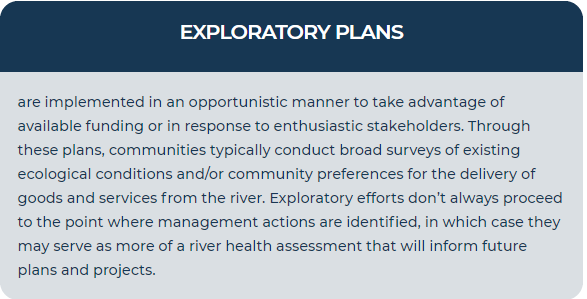 EXPLORATORY PLANS
are implemented in an opportunistic manner to take advantage of
available funding or in response to enthusiastic stakeholders. Through
these plans, communities typically conduct broad surveys of existing
ecological conditions and/or community preferences for the delivery of
goods and services from the river. Exploratory efforts don’t always proceed
to the point where management actions are identified, in which case they
may serve as more of a river health assessment that will inform future
plans and projects.